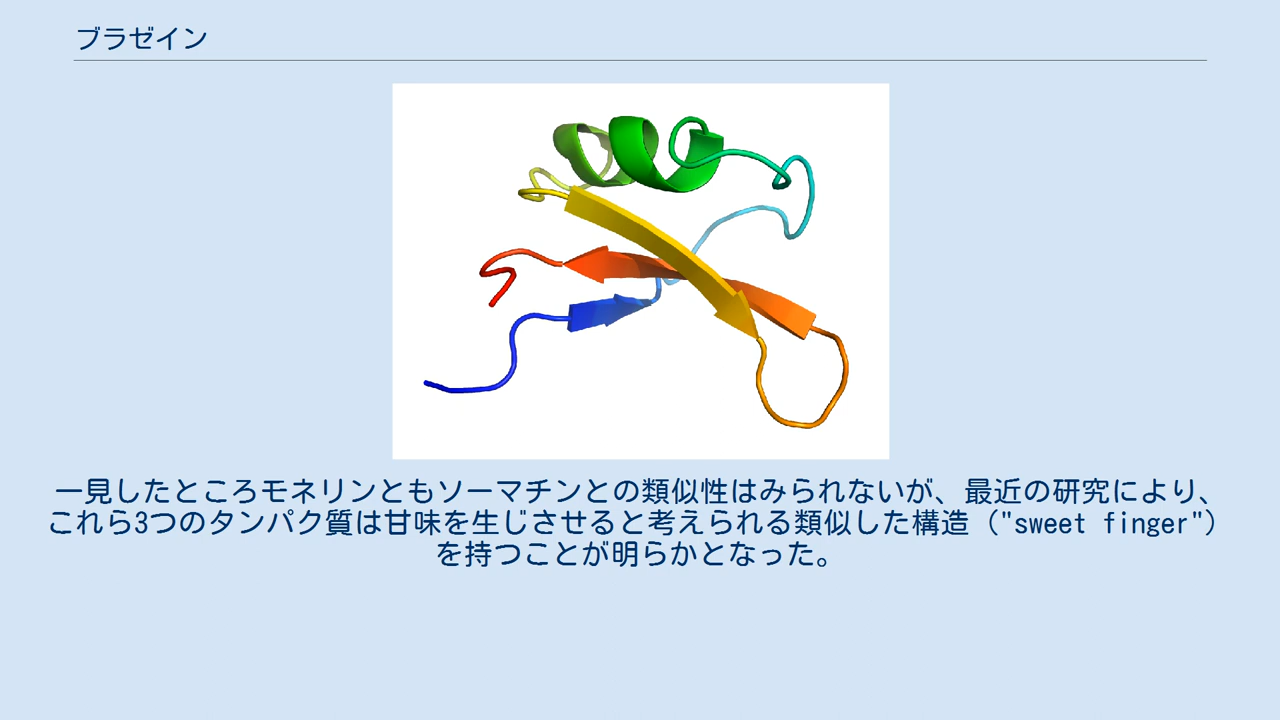 ブラゼイン
一見したところモネリンともソーマチンとの類似性はみられないが、最近の研究により、
これら3つのタンパク質は甘味を生じさせると考えられる類似した構造（"sweet finger"）
を持つことが明らかとなった。